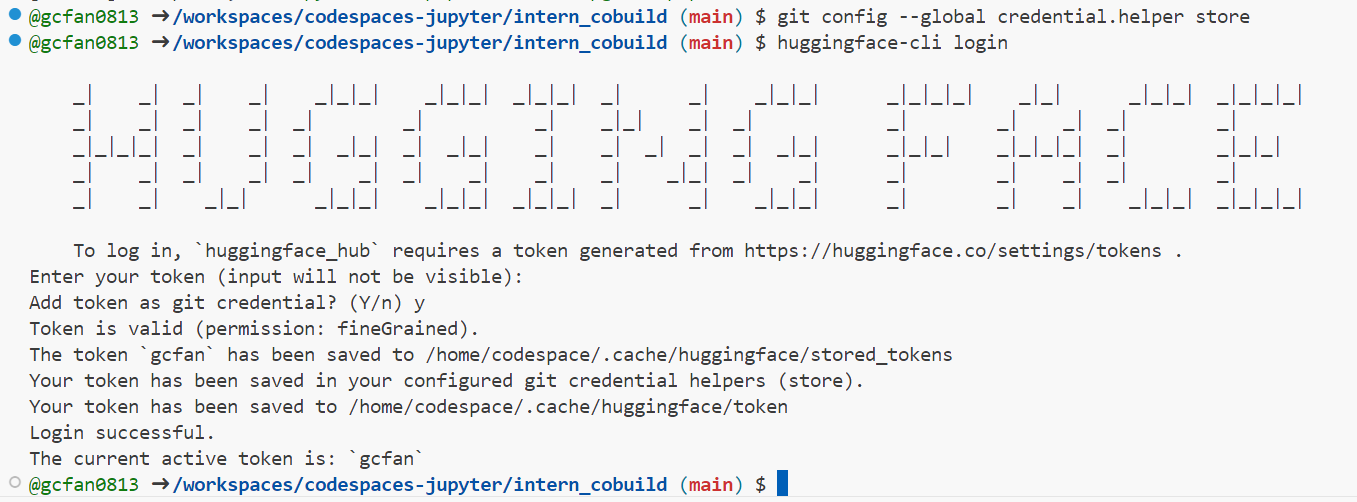 @gcfan0813 ➜/workspaces/codespaces-jupyter/intern_cobuild (main) $ git config --global credential.helper store
@gcfan0813 ➜/workspaces/codespaces-jupyter/intern_cobuild (main) $ huggingface-cli login
HUGGING FACE
To log in, `huggingface_hub` requires a token generated from https://huggingface.co/settings/tokens .
Enter your token (input will not be visible):
Add token as git credential? (Y/n) y
Token is valid (permission: fineGrained).
The token `gcfan` has been saved to /home/codespace/.cache/huggingface/stored_tokens
Your token has been saved in your configured git credential helpers (store).
Your token has been saved to /home/codespace/.cache/huggingface/token
Login successful.
The current active token is: `gcfan`
@gcfan0813 ➜/workspaces/codespaces-jupyter/intern_cobuild (main) $